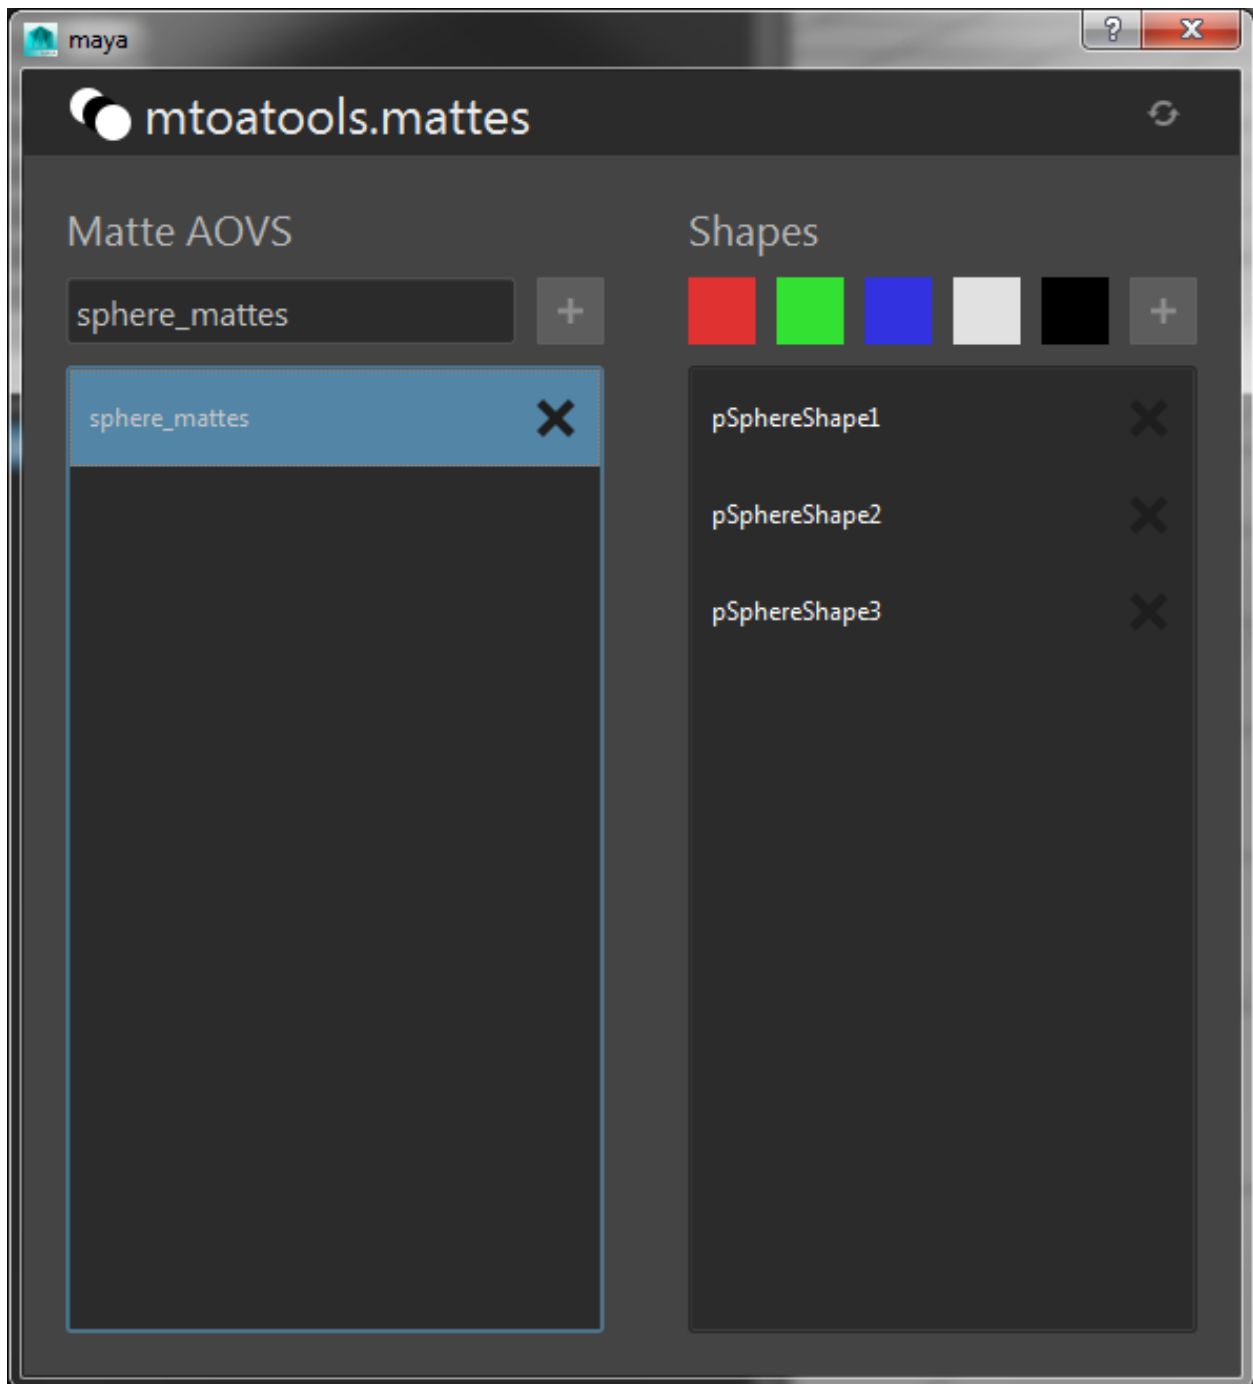 maya
mtoatools.mattes
Matte AOVS
sphere_mattes
sphere_mattes
Shapes
pSphereShape1
pSphereShape2
pSphereShape3